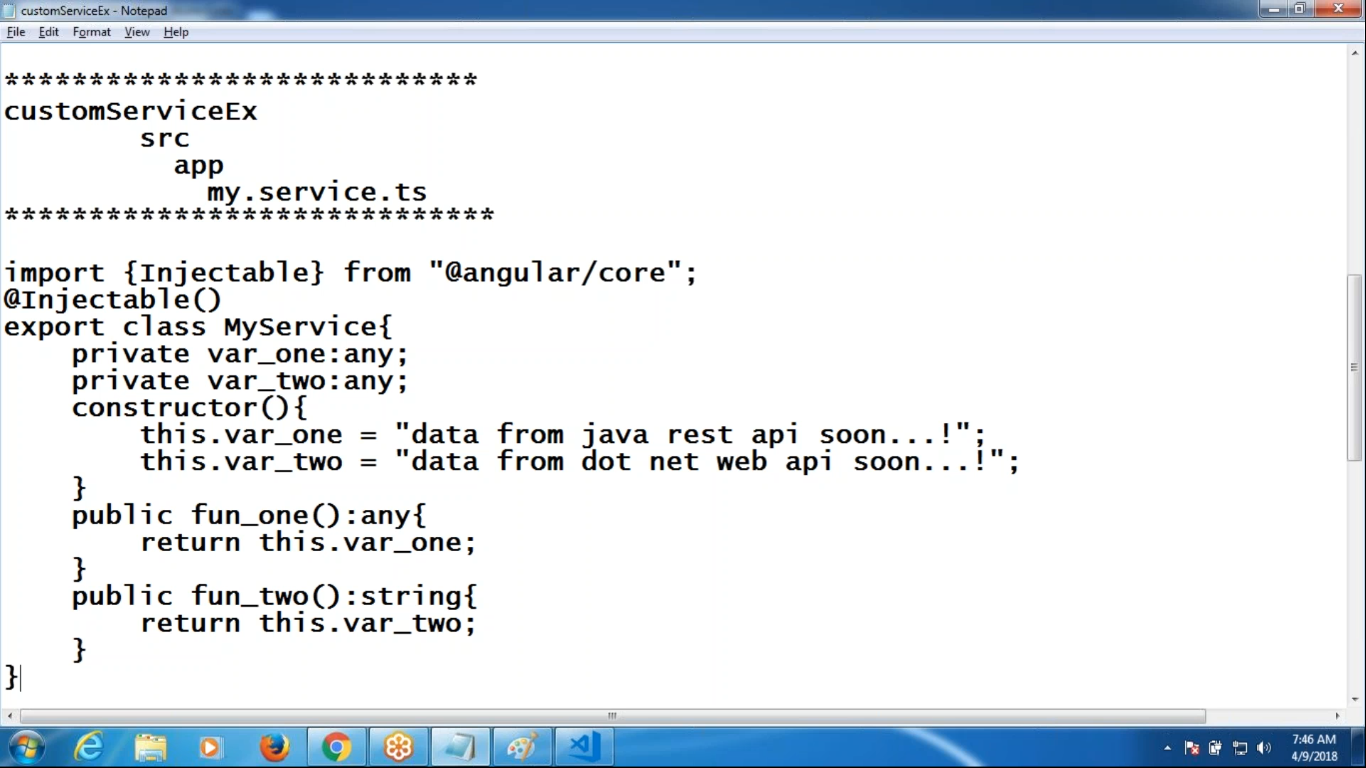 customServiceEx - Notepad
File Edit Format View Help
****************************
customServiceEx
        src
          app
            my.service.ts
*****************************
import {Injectable} from "@angular/core";
@Injectable()
export class MyService{
    private var_one:any;
    private var_two:any;
    constructor(){
        this.var_one = "data from java rest api soon...!";
        this.var_two = "data from dot net web api soon...!";
    }
    public fun_one():any{
        return this.var_one;
    }
    public fun_two():string{
        return this.var_two;
    }
}
7:46 AM
4/9/2018